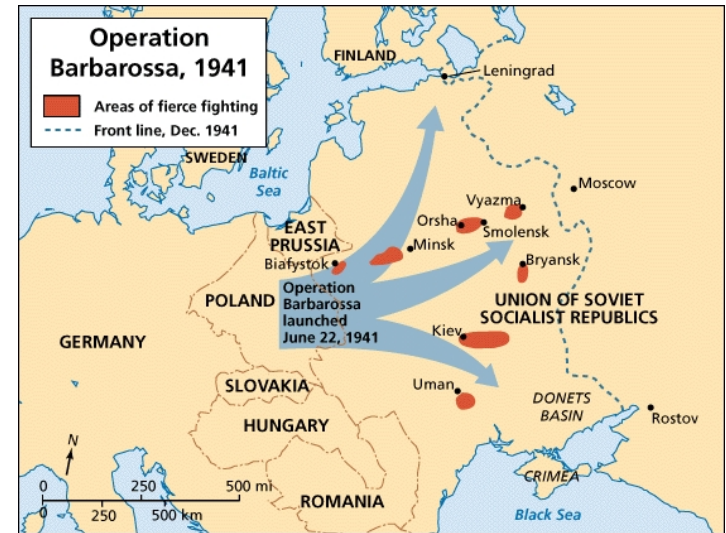 Operation
Barbarossa, 1941
Areas of fierce fighting
Front line, Dec. 1941
FINLAND
Leningrad
SWEDEN
Baltic
Sea
Moscow
Vyazma
Orsha
Smolensk
EAST
PRUSSIA
Minsk
Biafystok
Bryansk
Operation
Barbarossa
launched
June 22, 1941
POLAND
UNION OF SOVIET
SOCIALIST REPUBLICS
GERMANY
Kiev
SLOVAKIA
Uman
DONETS
BASIN
HUNGARY
Rostov
N
CRIMEA
0 250 500 mi
0 250 500 km
ROMANIA
Black Sea